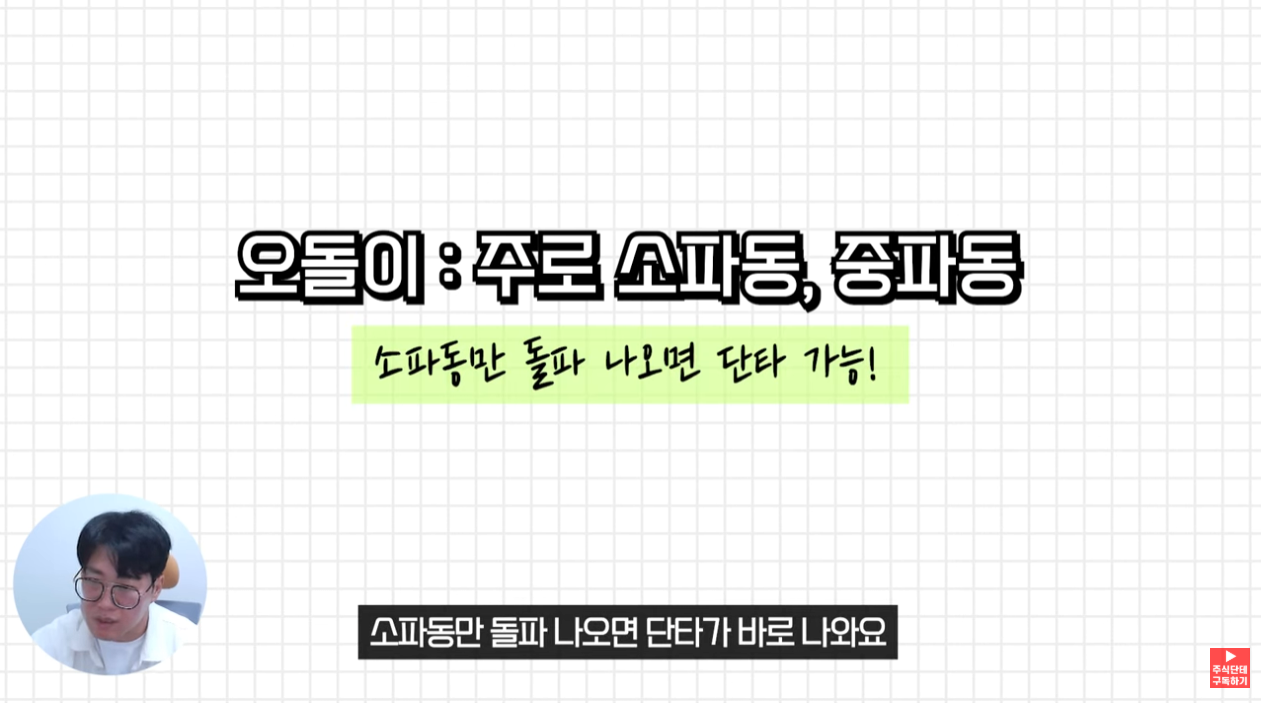 오돌이 : 주로 소파동, 중파동
소파동만 돌파 나오면 단타 가능!
소파동만 돌파 나오면 단타가 바로 나와요
주식단테
구독하기